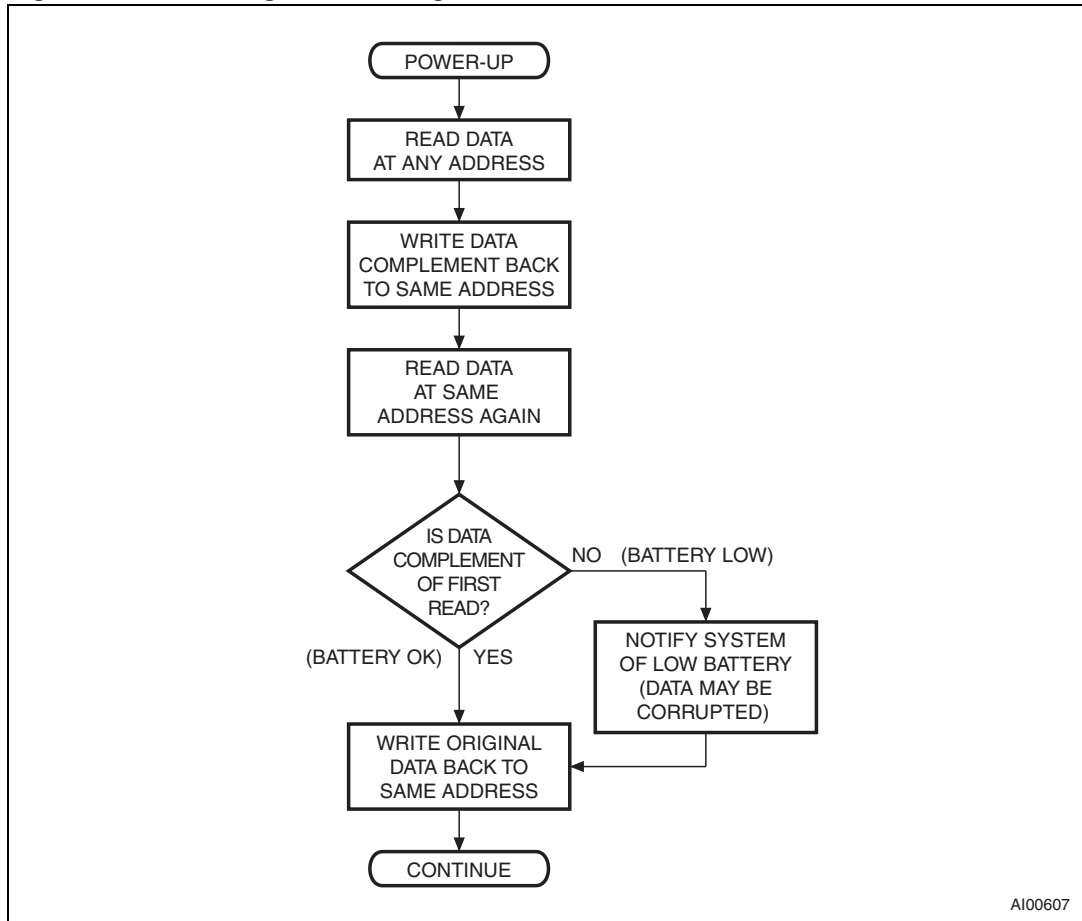 POWER-UP
READ DATA
AT ANY ADDRESS
WRITE DATA
COMPLEMENT BACK
TO SAME ADDRESS
READ DATA
AT SAME
ADDRESS AGAIN
IS DATA
COMPLEMENT
OF FIRST
READ?
NO (BATTERY LOW)
NOTIFY SYSTEM
OF LOW BATTERY
(DATA MAY BE
CORRUPTED)
(BATTERY OK) YES
WRITE ORIGINAL
DATA BACK TO
SAME ADDRESS
CONTINUE
AI00607